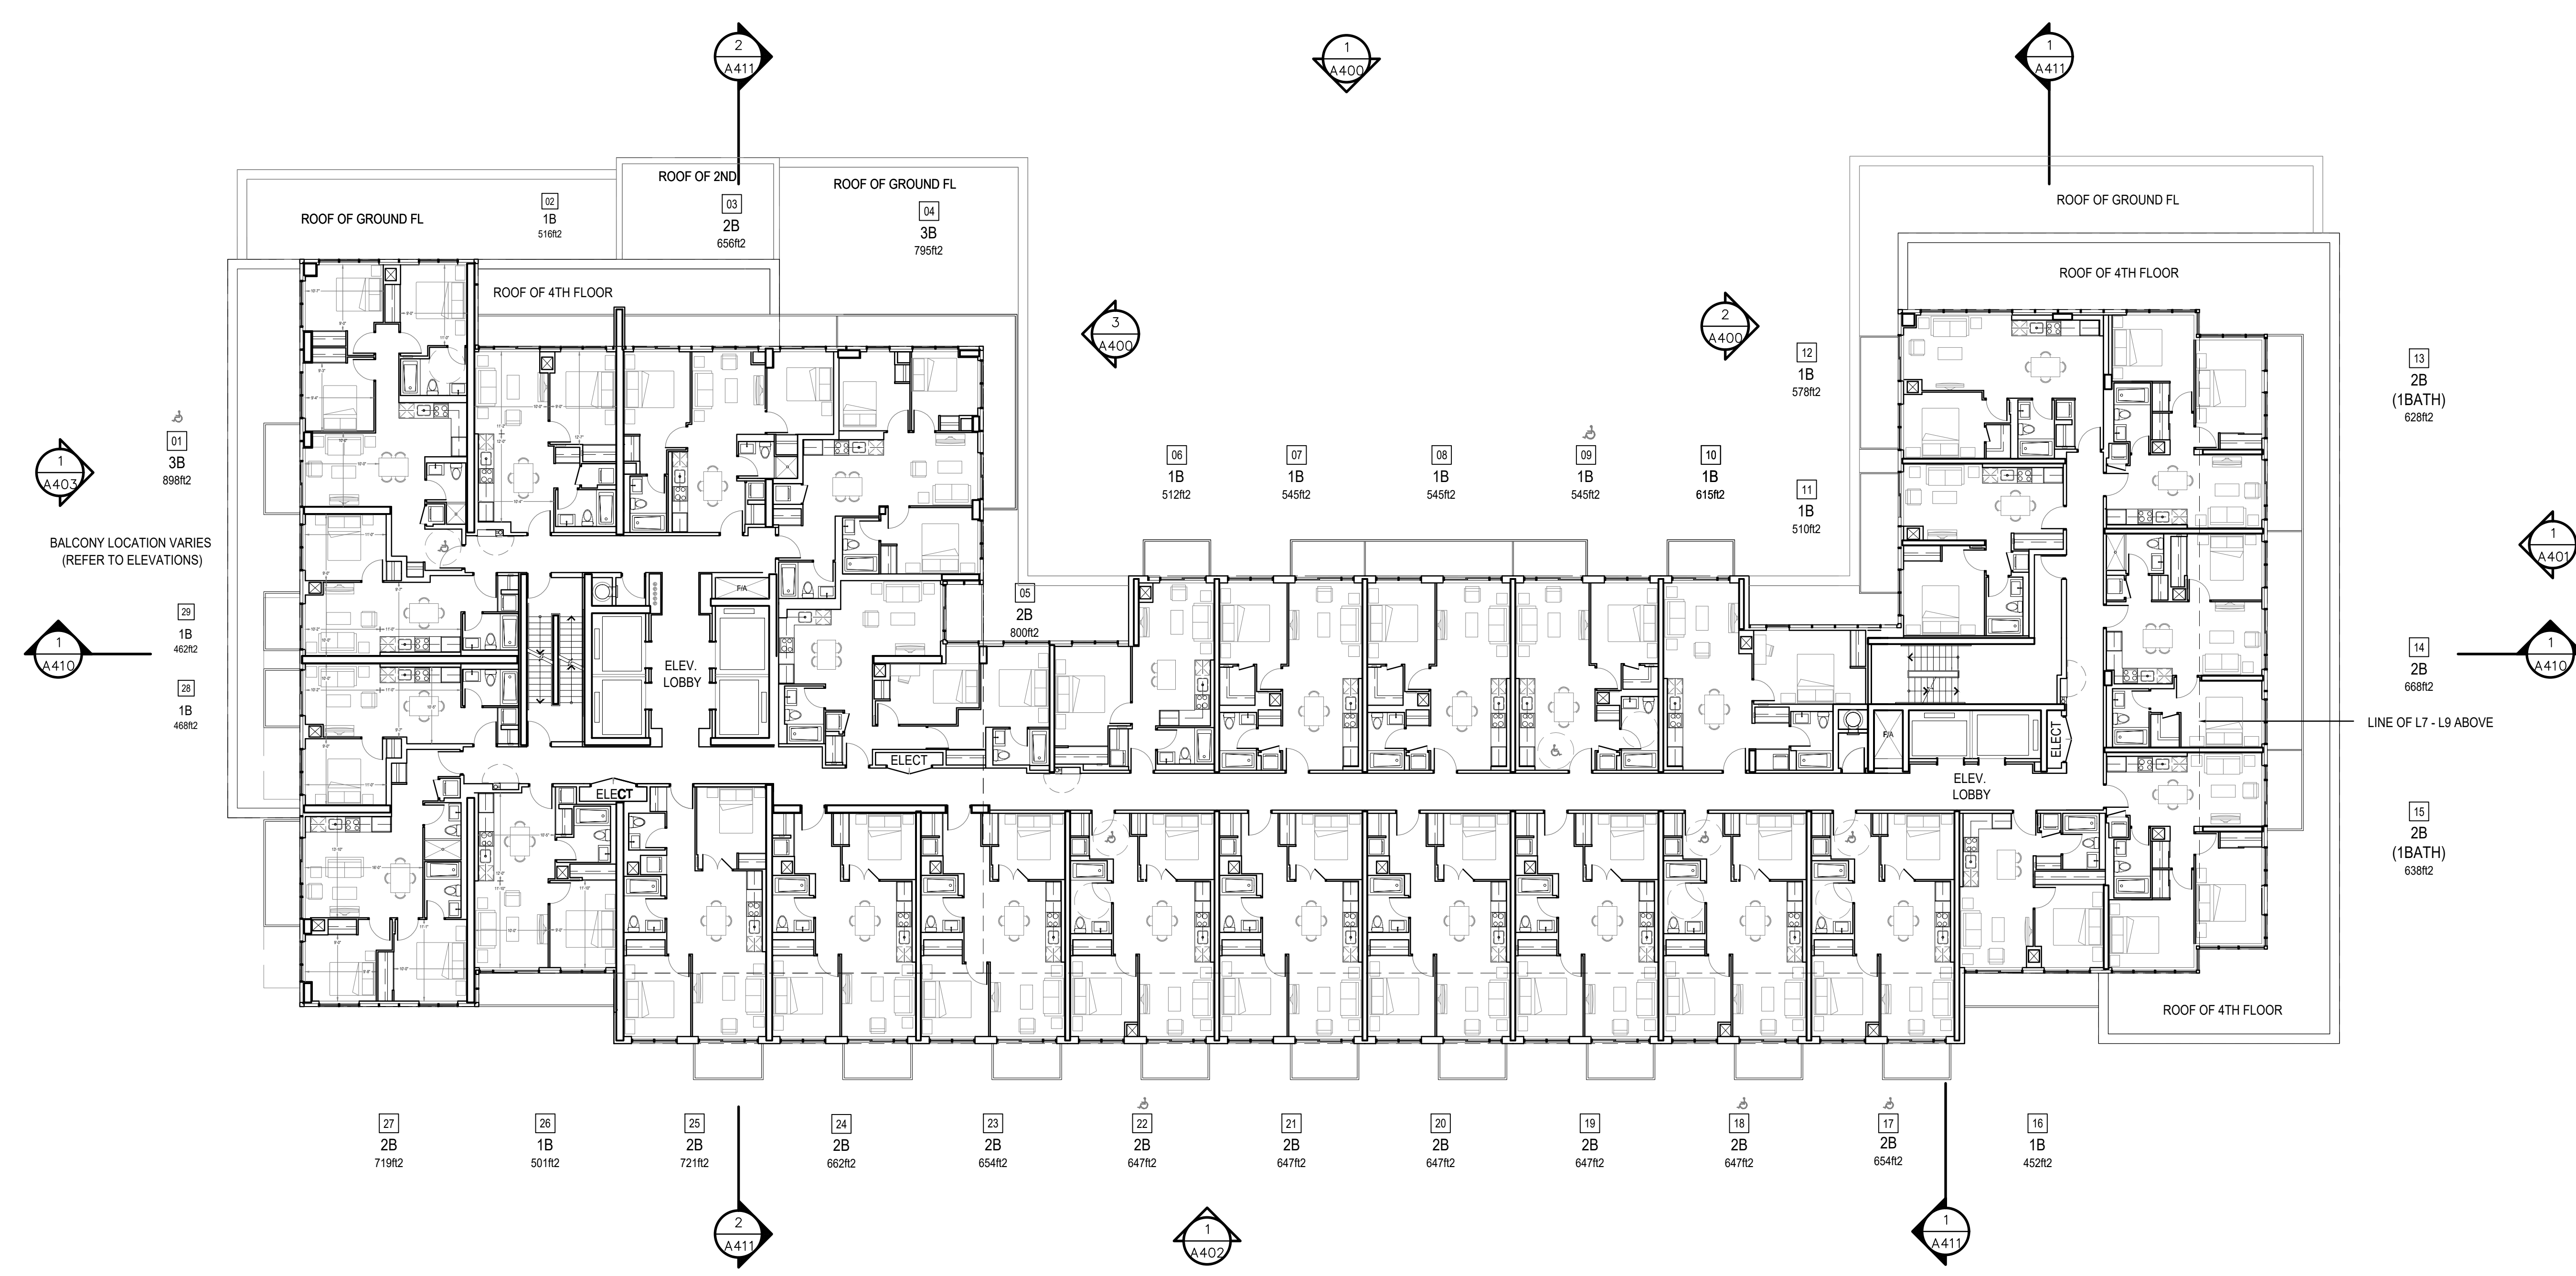 2
A411
1
A400
1
A411
ROOF OF 2ND
ROOF OF GROUND FL
ROOF OF GROUND FL
02
1B
516ft2
03
2B
656ft2
04
3B
795ft2
ROOF OF GROUND FL
ROOF OF 4TH FLOOR
ROOF OF 4TH FLOOR
3
A400
2
A400
12
1B
578ft2
13
2B
(1BATH)
628ft2
01
3B
898ft2
1
A403
06
1B
512ft2
07
1B
545ft2
08
1B
545ft2
09
1B
545ft2
10
1B
615ft2
11
1B
510ft2
BALCONY LOCATION VARIES
(REFER TO ELEVATIONS)
1
A401
F/A
05
2B
800ft2
29
1B
462ft2
1
A410
ELEV.
LOBBY
28
1B
468ft2
14
2B
668ft2
1
A410
LINE OF L7 - L9 ABOVE
F/A
ELECT
ELECT
ELECT
ELEV.
LOBBY
15
2B
(1BATH)
638ft2
ROOF OF 4TH FLOOR
27
2B
719ft2
26
1B
501ft2
25
2B
721ft2
24
2B
662ft2
23
2B
654ft2
22
2B
647ft2
21
2B
647ft2
20
2B
647ft2
19
2B
647ft2
18
2B
647ft2
17
2B
654ft2
16
1B
452ft2
2
A411
1
A402
1
A411